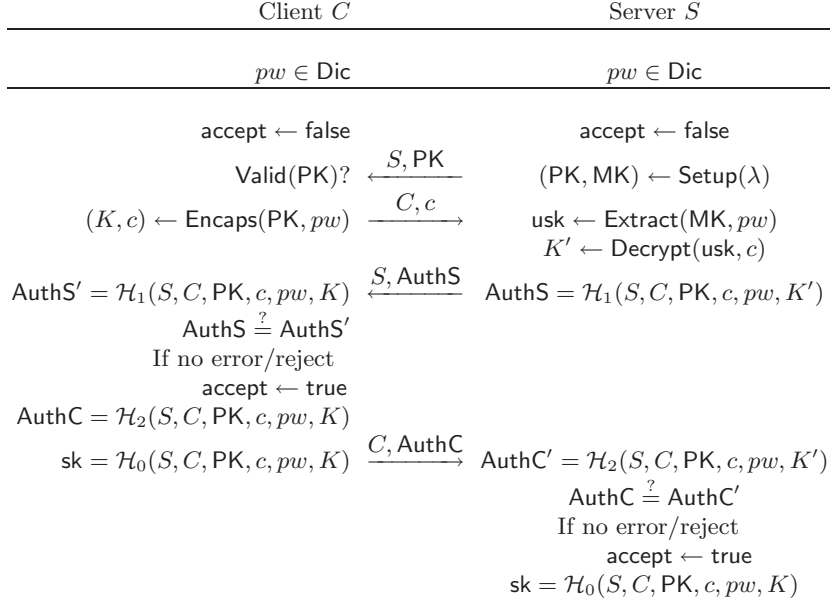 Client C Server S
pw ∈ Dic pw ∈ Dic
accept ← false accept ← false
Valid(PK)? S, PK (PK, MK) ← Setup(λ)
(K, c) ← Encaps(PK, pw) C, c usk ← Extract(MK, pw)
K′ ← Decrypt(usk, c)
AuthS′ = H₁(S, C, PK, c, pw, K) S, AuthS AuthS = H₁(S, C, PK, c, pw, K′)
AuthS ≟ AuthS′
If no error/reject
accept ← true
AuthC = H₂(S, C, PK, c, pw, K)
sk = H₀(S, C, PK, c, pw, K) C, AuthC AuthC′ = H₂(S, C, PK, c, pw, K′)
AuthC ≟ AuthC′
If no error/reject
accept ← true
sk = H₀(S, C, PK, c, pw, K)